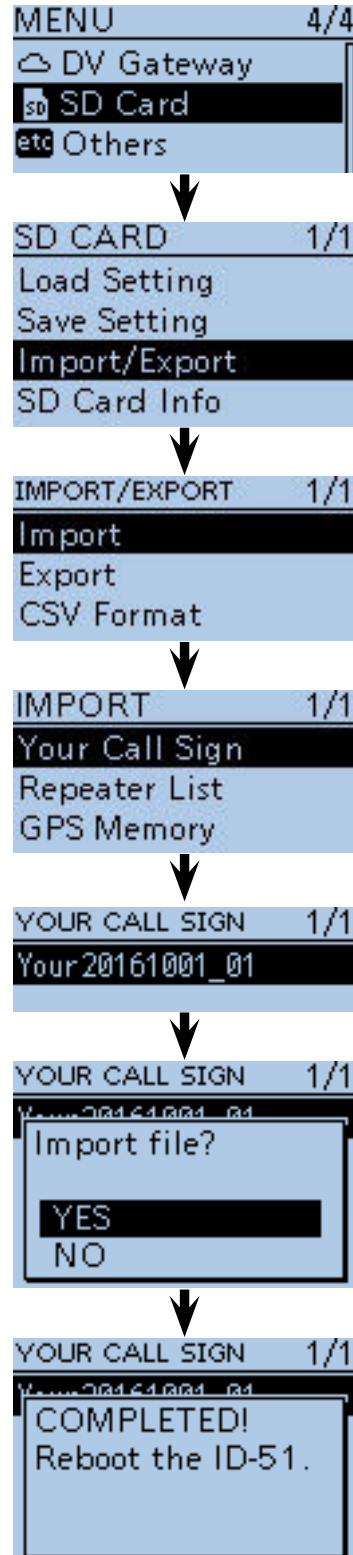 MENU 4/4
DV Gateway
SD SD Card
etc Others
SD CARD 1/1
Load Setting
Save Setting
Import/Export
SD Card Info
IMPORT/EXPORT 1/1
Import
Export
CSV Format
IMPORT 1/1
Your Call Sign
Repeater List
GPS Memory
YOUR CALL SIGN 1/1
Your20161001_01
YOUR CALL SIGN 1/1
Import file?
YES
NO
YOUR CALL SIGN 1/1
COMPLETED!
Reboot the ID-51.